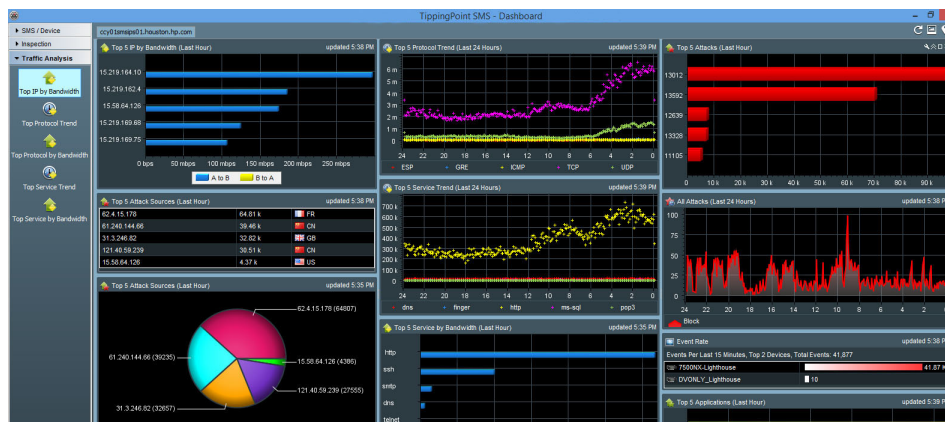 TippingPoint SMS - Dashboard
SMS / Device
Inspection
Traffic Analysis
Top IP by Bandwidth
Top Protocol Trend
Top Protocol by Bandwidth
Top Service Trend
Top Service by Bandwidth
ccy01smsips01.houston.hp.com
Top 5 IP by Bandwidth (Last Hour) updated 5:38 PM
15.219.164.10
15.219.162.4
15.58.64.126
15.219.169.68
15.219.169.75
0 bps 50 mbps 100 mbps 150 mbps 200 mbps 250 mbps
A to B B to A
Top 5 Attack Sources (Last Hour) updated 5:38 PM
62.4.15.178 64.81 k FR
61.240.144.66 39.46 k CN
31.3.246.82 32.82 k GB
121.40.59.239 30.51 k CN
15.58.64.126 4.37 k US
Top 5 Attack Sources (Last Hour) updated 5:35 PM
62.4.15.178 (64807)
61.240.144.66 (39235)
15.58.64.126 (4386)
121.40.59.239 (27555)
31.3.246.82 (32657)
Top 5 Protocol Trend (Last 24 Hours) updated 5:39 PM
6 m
5 m
4 m
3 m
2 m
1 m
0
24 22 20 18 16 14 12 10 8 6 4 2 0
ESP GRE ICMP TCP UDP
Top 5 Service Trend (Last 24 Hours) updated 5:39 PM
700 k
600 k
500 k
400 k
300 k
200 k
100 k
0
24 22 20 18 16 14 12 10 8 6 4 2 0
dns finger http ms-sql pop3
Top 5 Service by Bandwidth (Last Hour) updated 5:35 PM
http
ssh
smtp
dns
telnet
Top 5 Attacks (Last Hour)
13012
13592
12639
13328
11105
0 10 k 20 k 30 k 40 k 50 k 60 k 70 k 80 k 90 k
All Attacks (Last 24 Hours) updated 5:38 P
100
75
50
25
0
24 22 20 18 16 14 12 10 8 6 4 2
Block
Event Rate updated 5:38 P
Events Per Last 15 Minutes, Top 2 Devices, Total Events: 41,877
7500NX-Lighthouse 41.87 K
DVONLY_Lighthouse 10
Top 5 Applications (Last Hour) updated 5:39 P